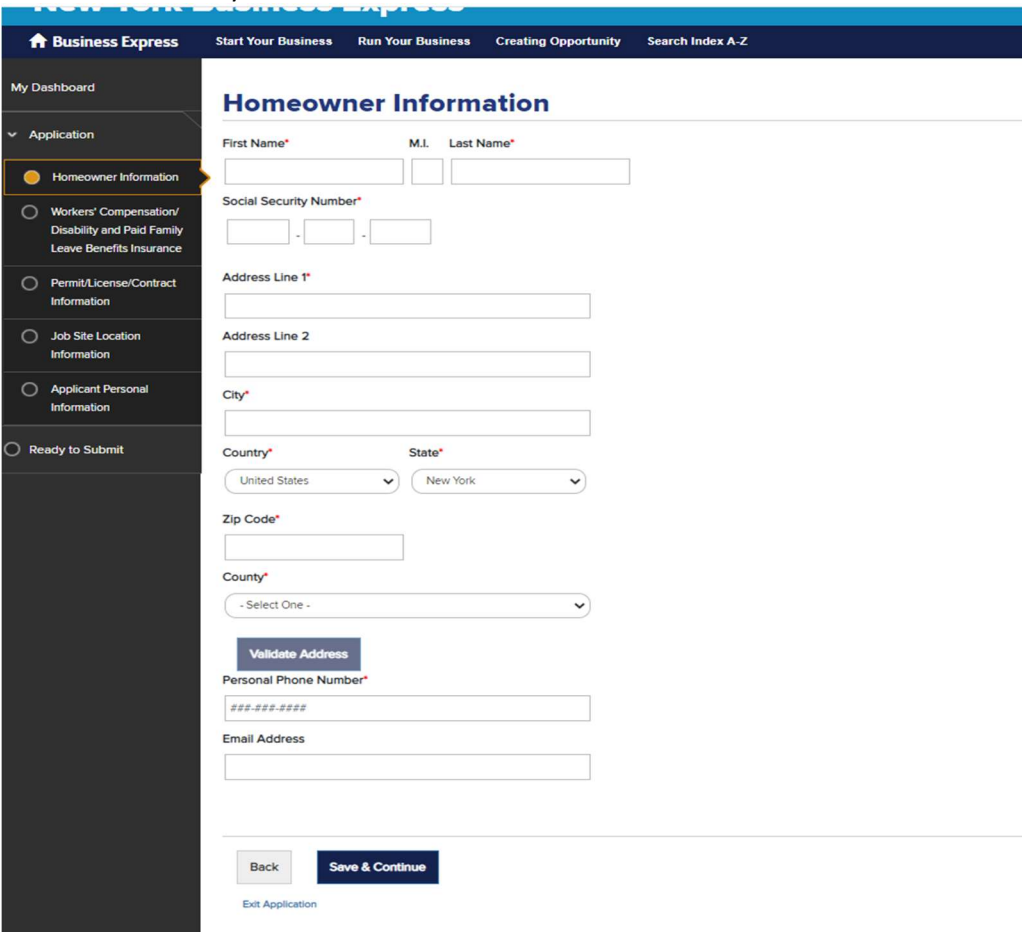 New York Business Express
Business Express Start Your Business Run Your Business Creating Opportunity Search Index A-Z
My Dashboard
Application
Homeowner Information
Workers' Compensation/
Disability and Paid Family
Leave Benefits Insurance
Permit/License/Contract
Information
Job Site Location
Information
Applicant Personal
Information
Ready to Submit
Homeowner Information
First Name* M.I. Last Name*
Social Security Number*
- -
Address Line 1*
Address Line 2
City*
Country* State*
United States New York
Zip Code*
County*
- Select One -
Validate Address
Personal Phone Number*
###-###-####
Email Address
Back Save & Continue
Exit Application